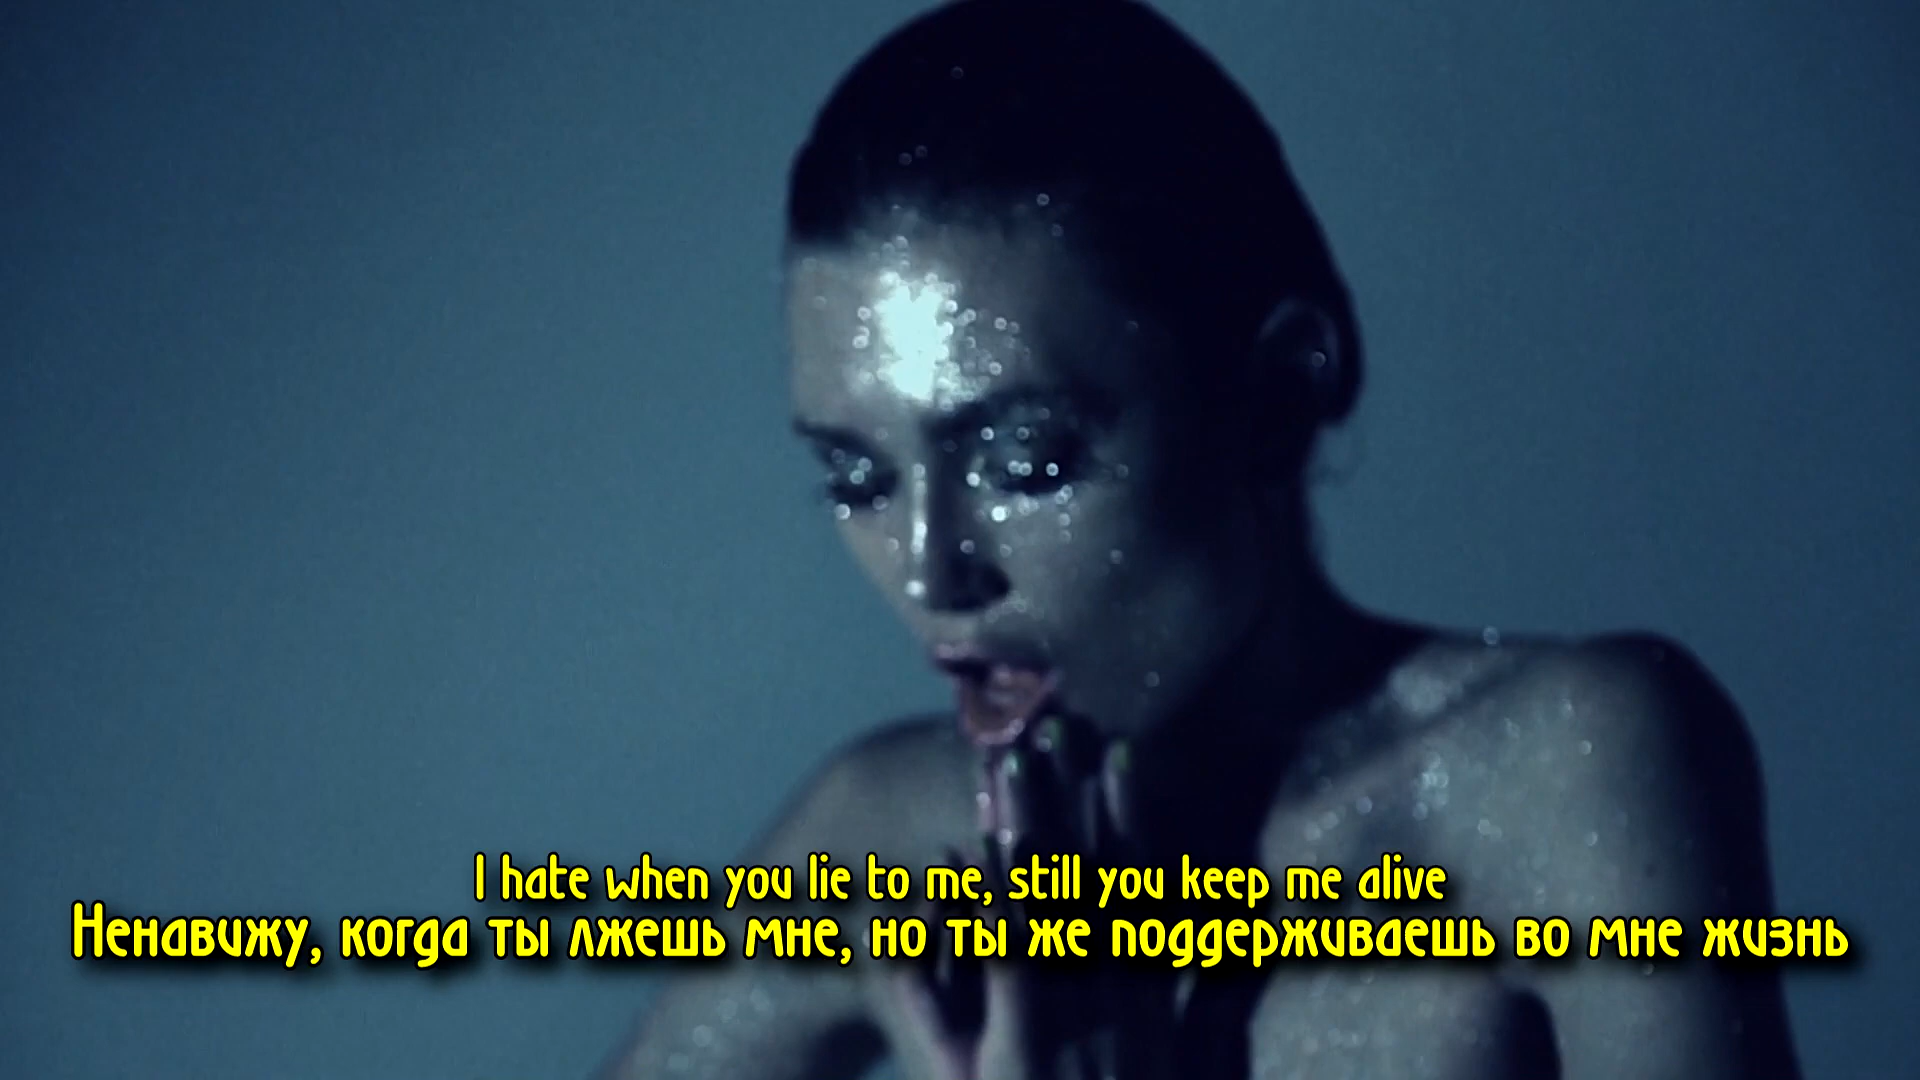 I hate when you lie to me, still you keep me alive
Ненавижу, когда ты лжешь мне, но ты же поддерживаешь во мне жизнь